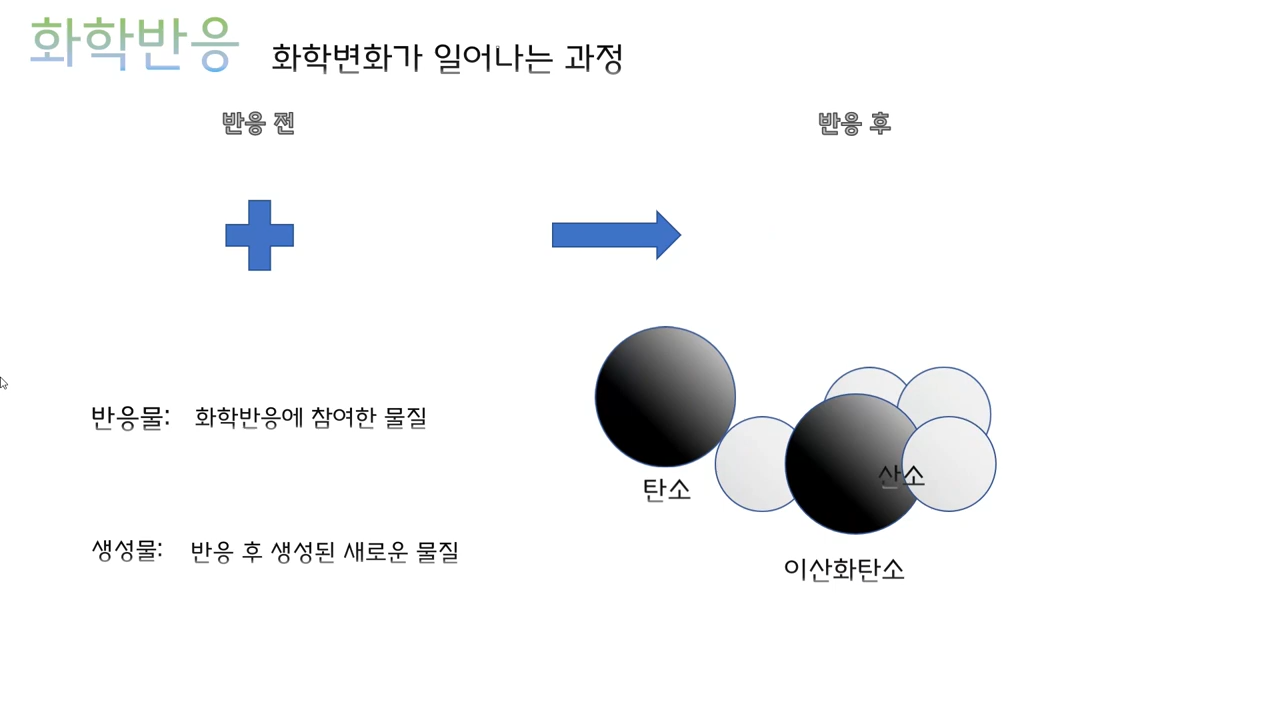 화학반응 화학변화가 일어나는 과정
반응 전
반응 후
반응물: 화학반응에 참여한 물질
탄소
산소
생성물: 반응 후 생성된 새로운 물질
이산화탄소